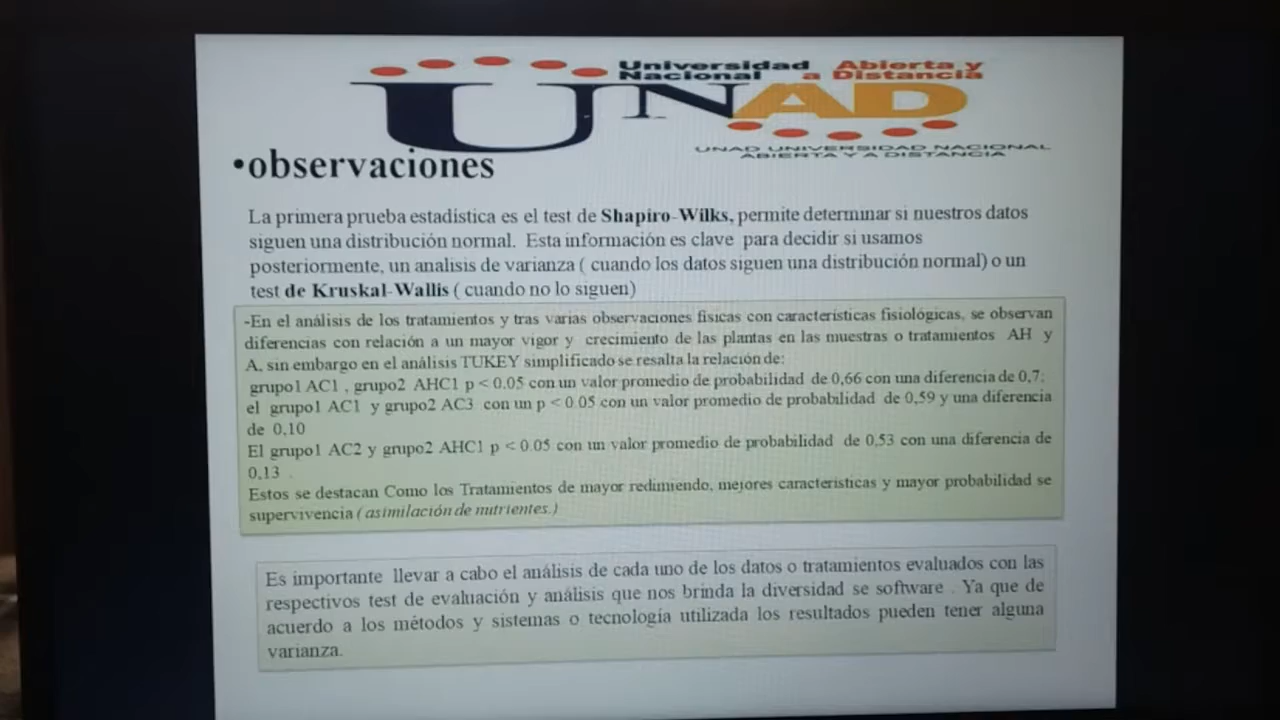 Universidad Abierta y
Nacional a Distancia
UNAD
UNAD UNIVERSIDAD NACIONAL
ABIERTA Y A DISTANCIA
•observaciones
La primera prueba estadística es el test de Shapiro-Wilks, permite determinar si nuestros datos
siguen una distribución normal. Esta información es clave para decidir si usamos
posteriormente, un analisis de varianza ( cuando los datos siguen una distribución normal) o un
test de Kruskal-Wallis ( cuando no lo siguen)
-En el análisis de los tratamientos y tras varias observaciones físicas con características fisiológicas, se observan
diferencias con relación a un mayor vigor y crecimiento de las plantas en las muestras o tratamientos AH y
A, sin embargo en el análisis TUKEY simplificado se resalta la relación de:
grupo1 AC1 , grupo2 AHC1 p < 0.05 con un valor promedio de probabilidad de 0,66 con una diferencia de 0,7;
el grupo1 AC1 y grupo2 AC3 con un p < 0.05 con un valor promedio de probabilidad de 0,59 y una diferencia
de 0,10
El grupo1 AC2 y grupo2 AHC1 p < 0.05 con un valor promedio de probabilidad de 0,53 con una diferencia de
0,13 .
Estos se destacan Como los Tratamientos de mayor redimiendo, mejores características y mayor probabilidad se
supervivencia ( asimilación de nutrientes.)
Es importante llevar a cabo el análisis de cada uno de los datos o tratamientos evaluados con las
respectivos test de evaluación y análisis que nos brinda la diversidad se software . Ya que de
acuerdo a los métodos y sistemas o tecnología utilizada los resultados pueden tener alguna
varianza.